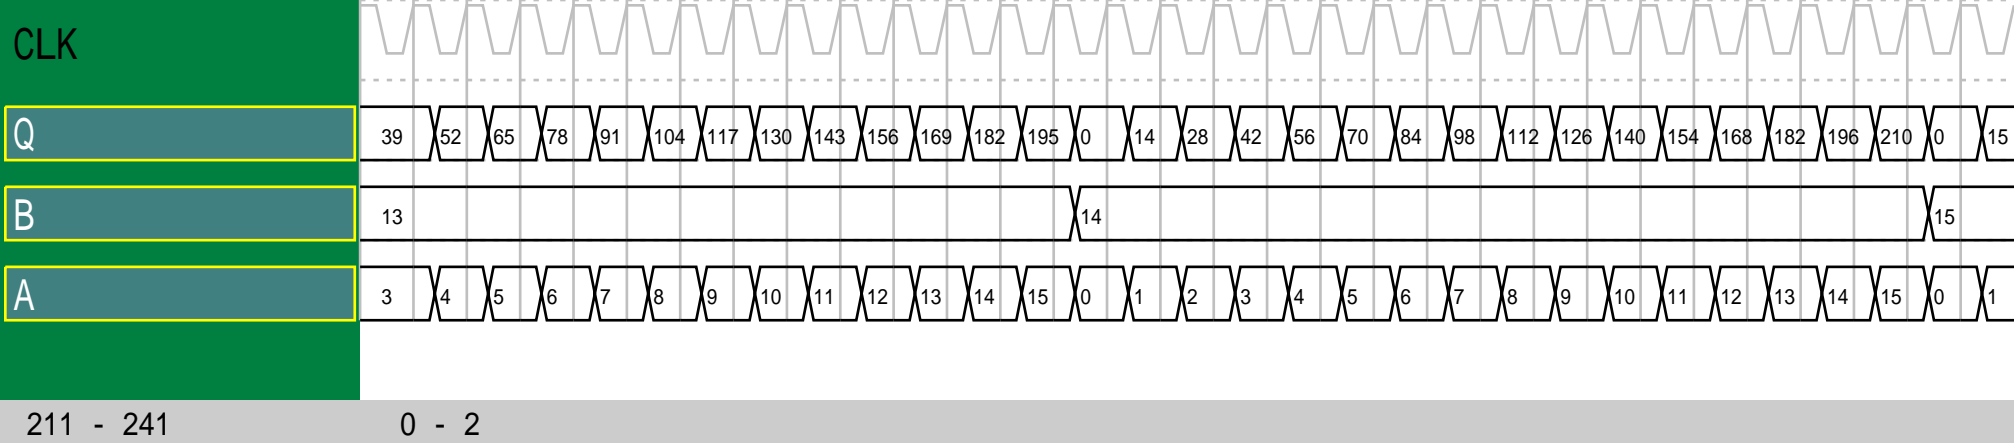 CLK
Q 39 52 65 78 91 104 117 130 143 156 169 182 195 0 14 28 42 56 70 84 98 112 126 140 154 168 182 196 210 0 15
B 13 14 15
A 3 4 5 6 7 8 9 10 11 12 13 14 15 0 1 2 3 4 5 6 7 8 9 10 11 12 13 14 15 0 1
211 - 241 0 - 2